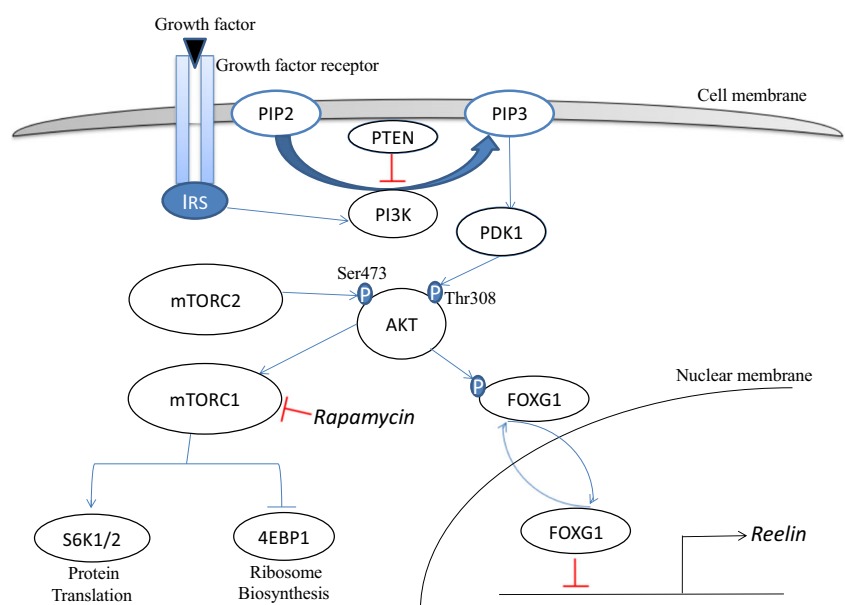 Growth factor
Growth factor receptor
Cell membrane
PIP2
PIP3
PTEN
IRS
PI3K
PDK1
Ser473
mTORC2
P
P
Thr308
AKT
Nuclear membrane
mTORC1
P
FOXG1
Rapamycin
S6K1/2
4EBP1
FOXG1
Reelin
Protein
Translation
Ribosome
Biosynthesis